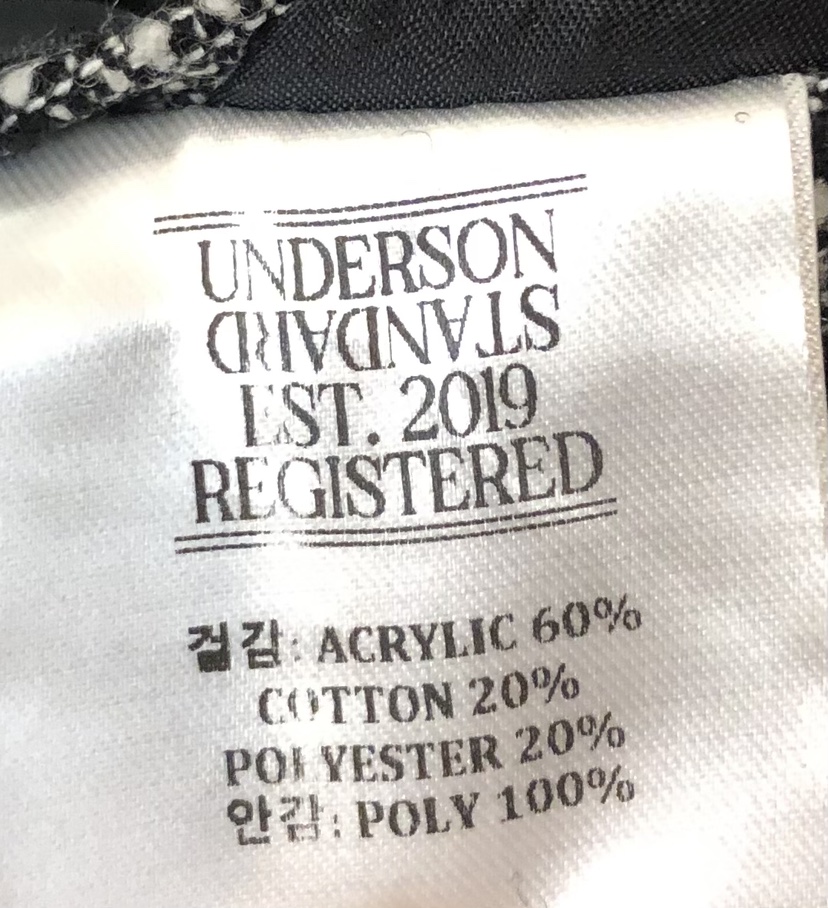 UNDERSON
STANDARD
EST. 2019
REGISTERED
겉감: ACRYLIC 60%
COTTON 20%
POLYESTER 20%
안감: POLY 100%